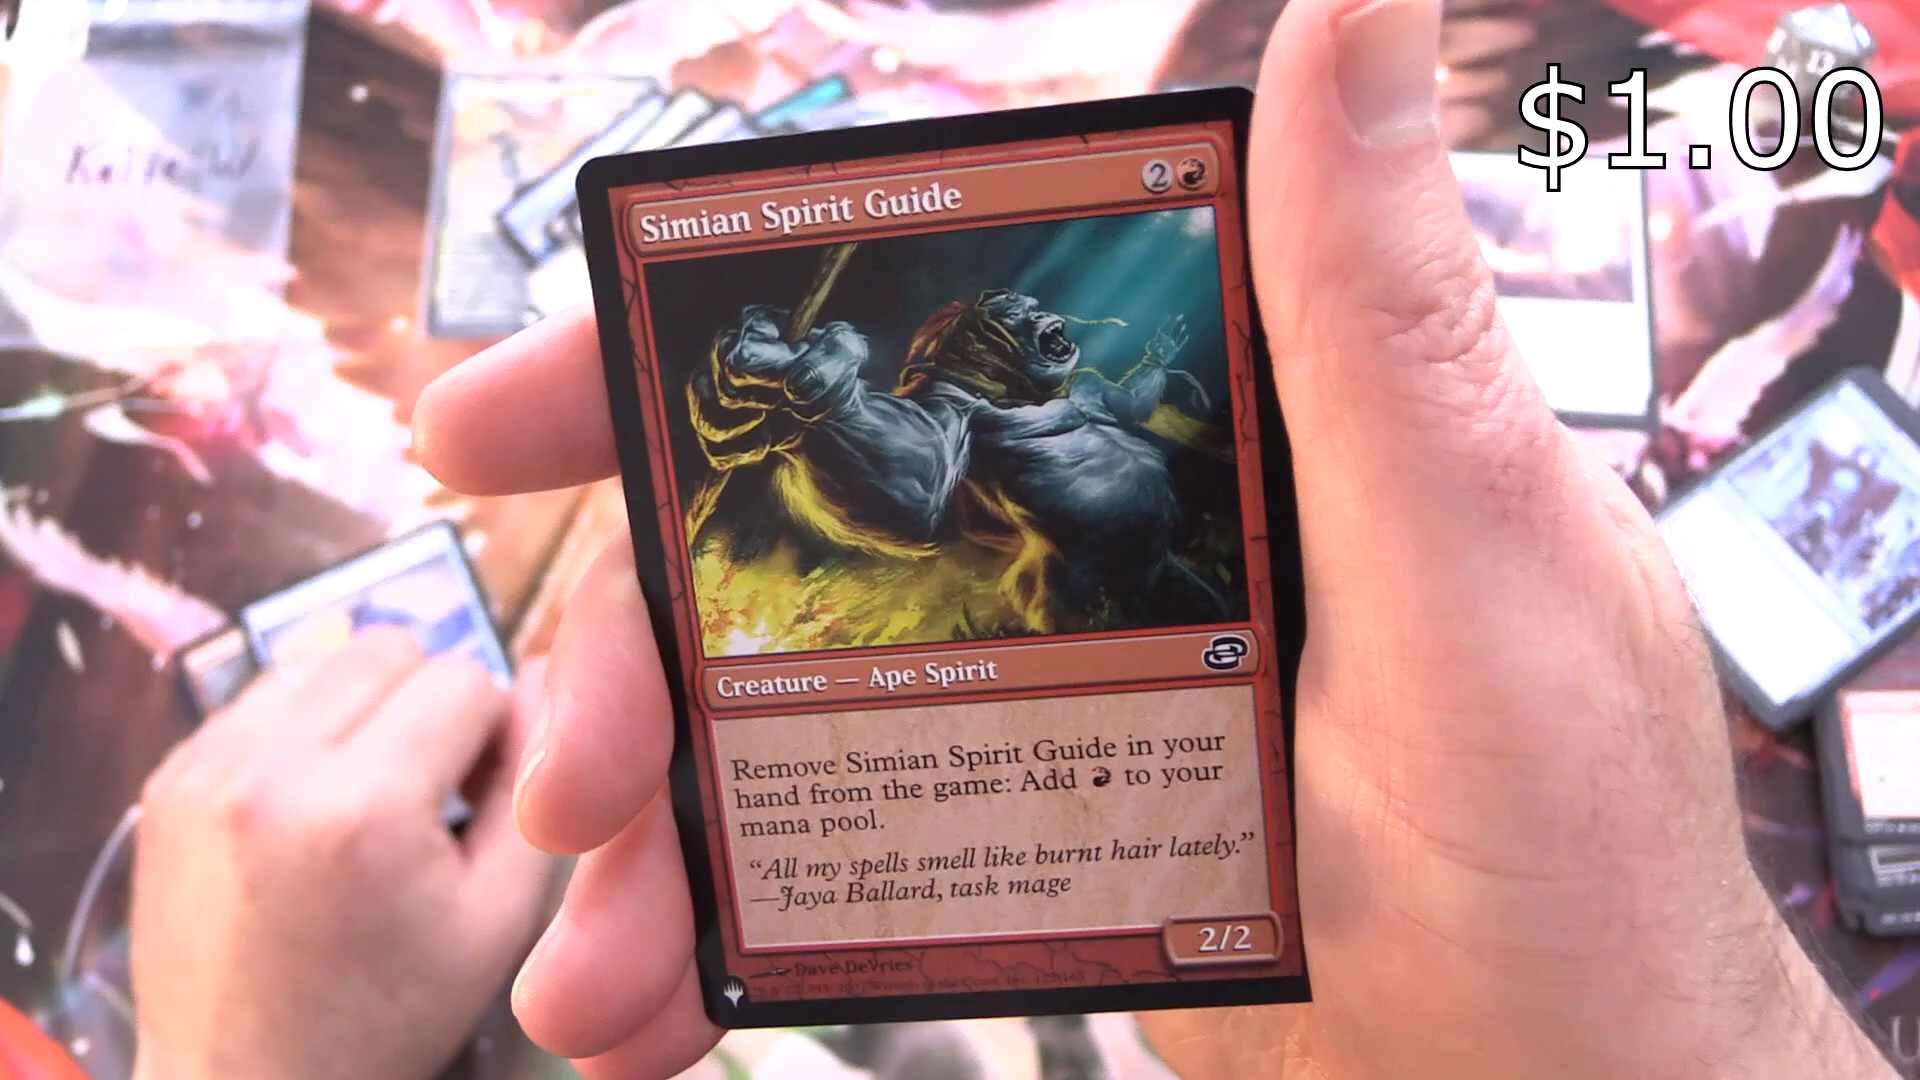 $1.00
Simian Spirit Guide
2
Creature — Ape Spirit
Remove Simian Spirit Guide in your
hand from the game: Add to your
mana pool.
“All my spells smell like burnt hair lately.”
—Jaya Ballard, task mage
2/2
Dave DeVries